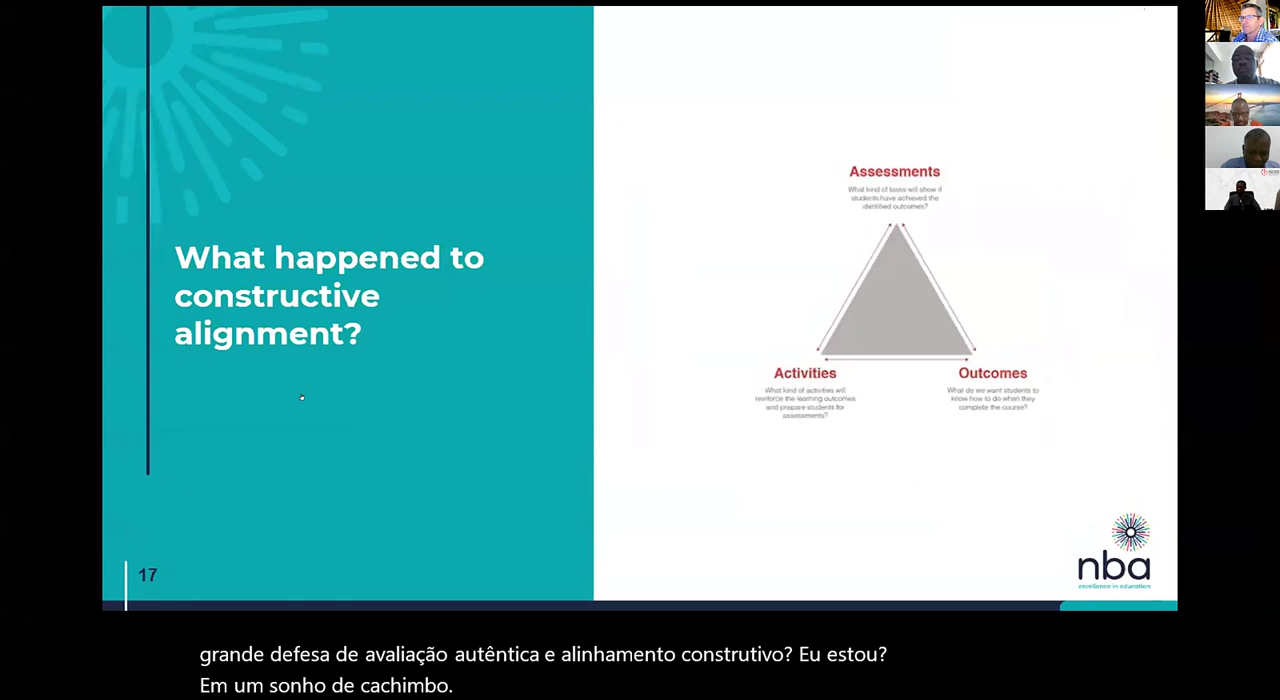 What happened to
constructive
alignment?
17
Assessments
What kind of tasks will show if
students have achieved the
identified outcomes?
Activities
What kind of activities will
reinforce the learning outcomes
and prepare students for
assessments?
Outcomes
What do we want students to
know how to do when they
complete the course?
nba
excellence in education
grande defesa de avaliação autêntica e alinhamento construtivo? Eu estou?
Em um sonho de cachimbo.